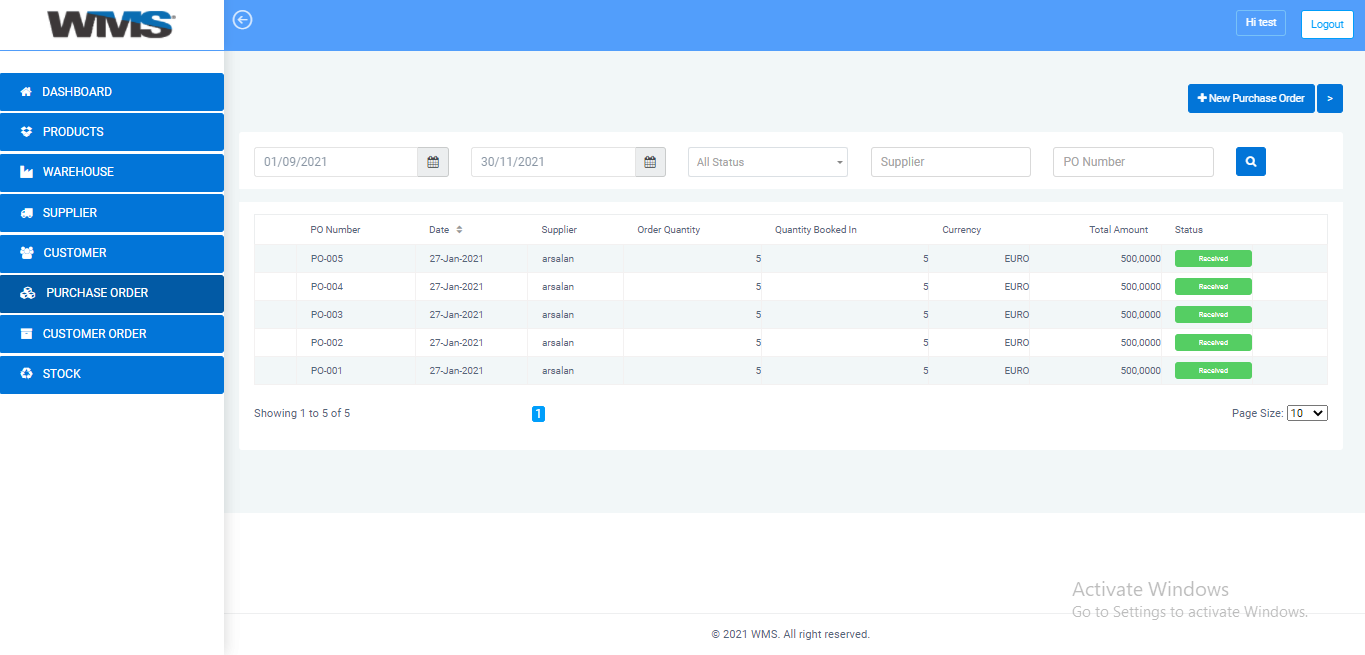 WMS
Hi test
Logout
DASHBOARD
PRODUCTS
WAREHOUSE
SUPPLIER
CUSTOMER
PURCHASE ORDER
CUSTOMER ORDER
STOCK
New Purchase Order >
01/09/2021 30/11/2021 All Status Supplier PO Number
PO Number Date Supplier Order Quantity Quantity Booked In Currency Total Amount Status
PO-005 27-Jan-2021 arsalan 5 5 EURO 500,0000 Received
PO-004 27-Jan-2021 arsalan 5 5 EURO 500,0000 Received
PO-003 27-Jan-2021 arsalan 5 5 EURO 500,0000 Received
PO-002 27-Jan-2021 arsalan 5 5 EURO 500,0000 Received
PO-001 27-Jan-2021 arsalan 5 5 EURO 500,0000 Received
Showing 1 to 5 of 5 1 Page Size: 10
Activate Windows
Go to Settings to activate Windows.
© 2021 WMS. All right reserved.